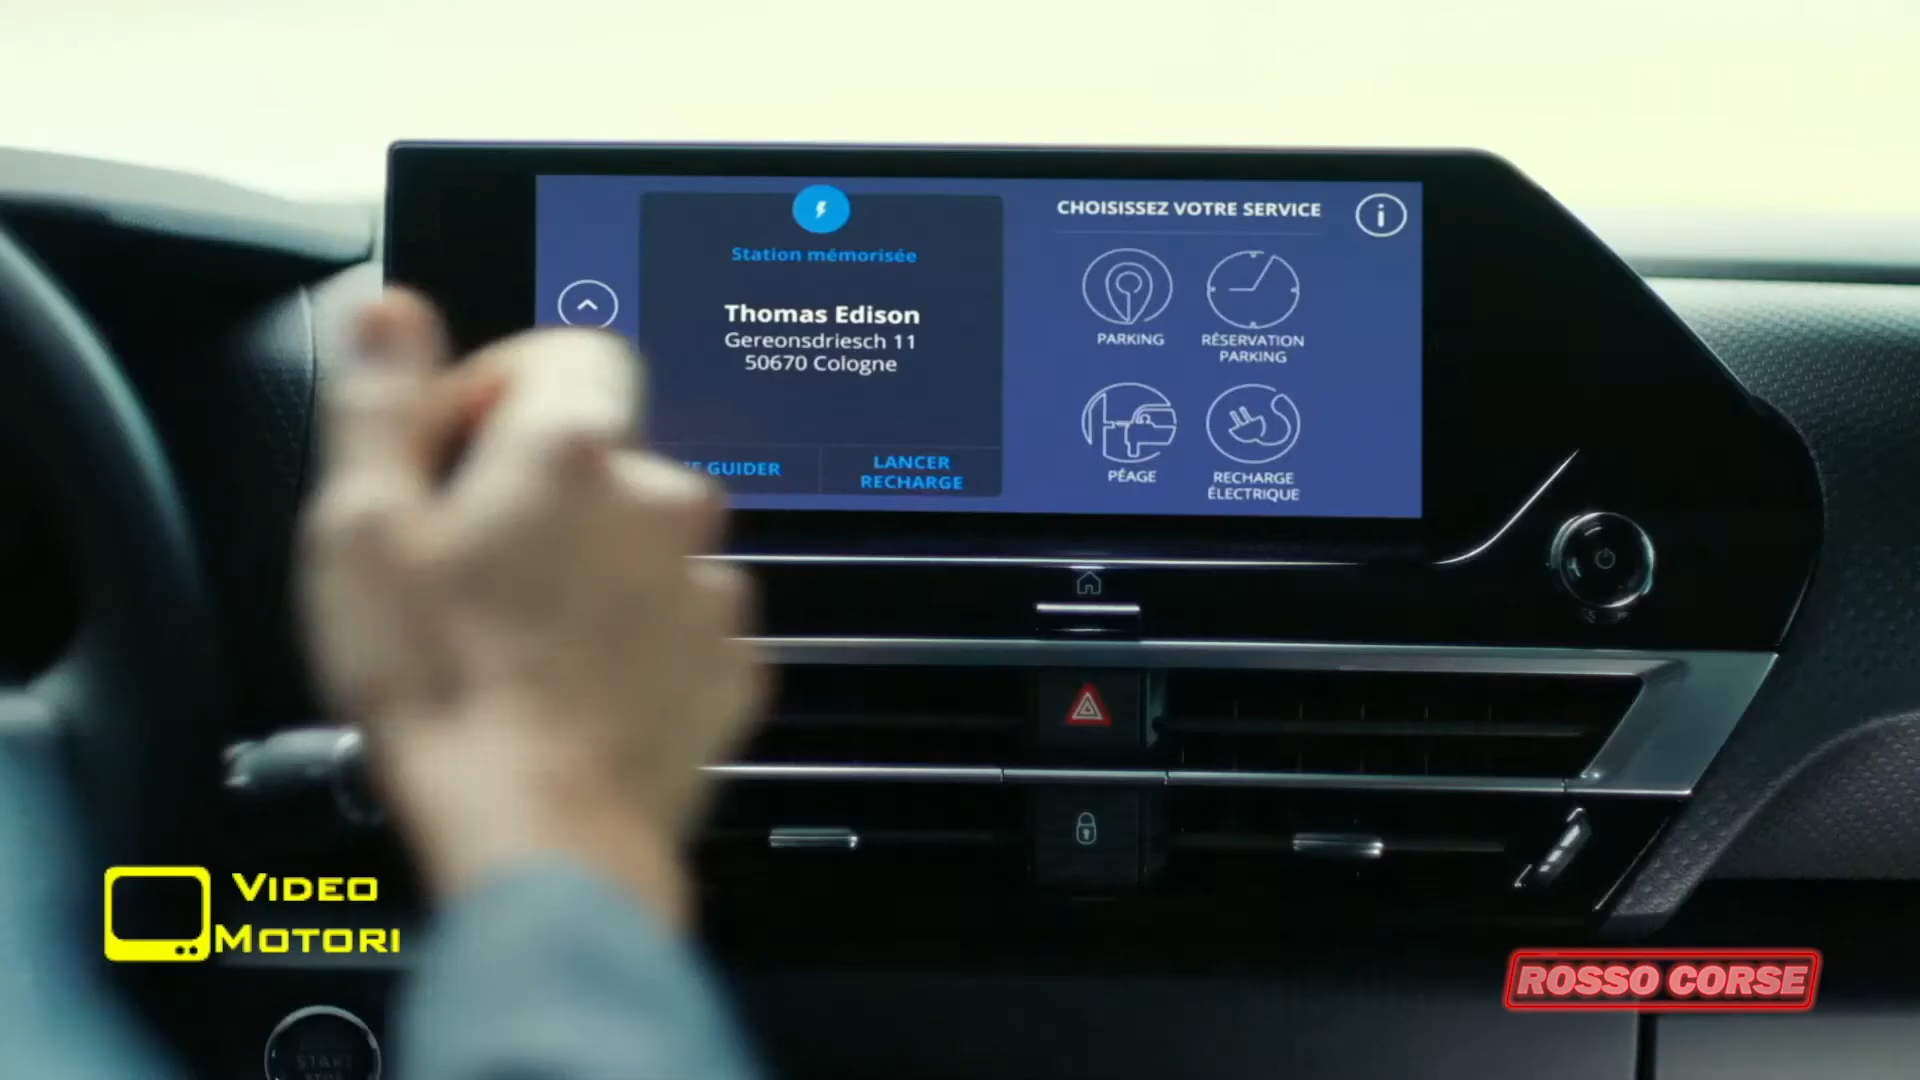 Station mémorisée
Thomas Edison
Gereonsdriesch 11
50670 Cologne
GUIDER
LANCER
RECHARGE
CHOISISSEZ VOTRE SERVICE
i
PARKING
RÉSERVATION
PARKING
PÉAGE
RECHARGE
ÉLECTRIQUE
VIDEO
MOTORI
ROSSO CORSE
START